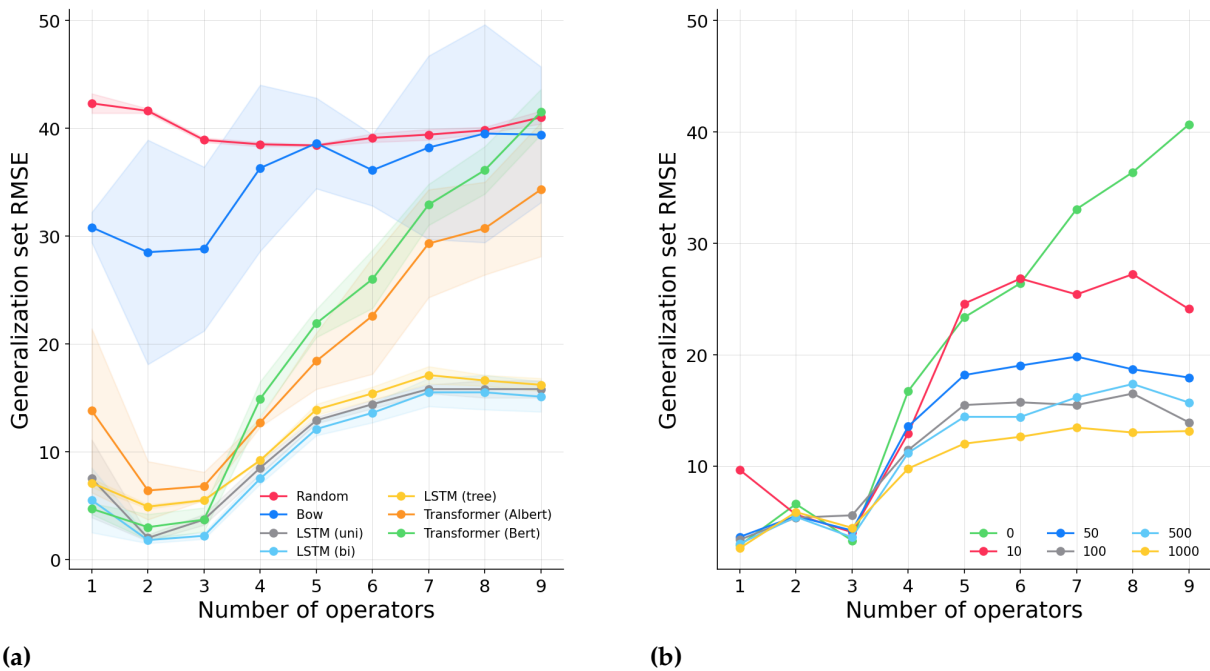 50
40
30
20
10
0
Generalization set RMSE
1 2 3 4 5 6 7 8 9
Number of operators
Random
Bow
LSTM (uni)
LSTM (bi)
LSTM (tree)
Transformer (Albert)
Transformer (Bert)
(a)
50
40
30
20
10
Generalization set RMSE
1 2 3 4 5 6 7 8 9
Number of operators
0 50 500
10 100 1000
(b)